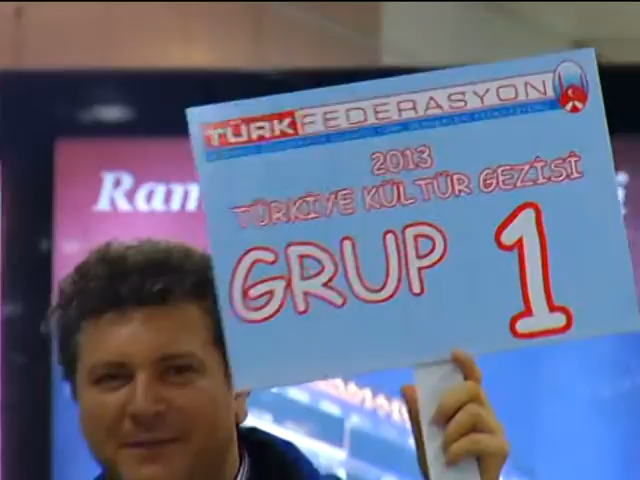 TÜRK FEDERASYON
2013
TÜRKİYE KÜLTÜR GEZİSİ
GRUP 1
Ram